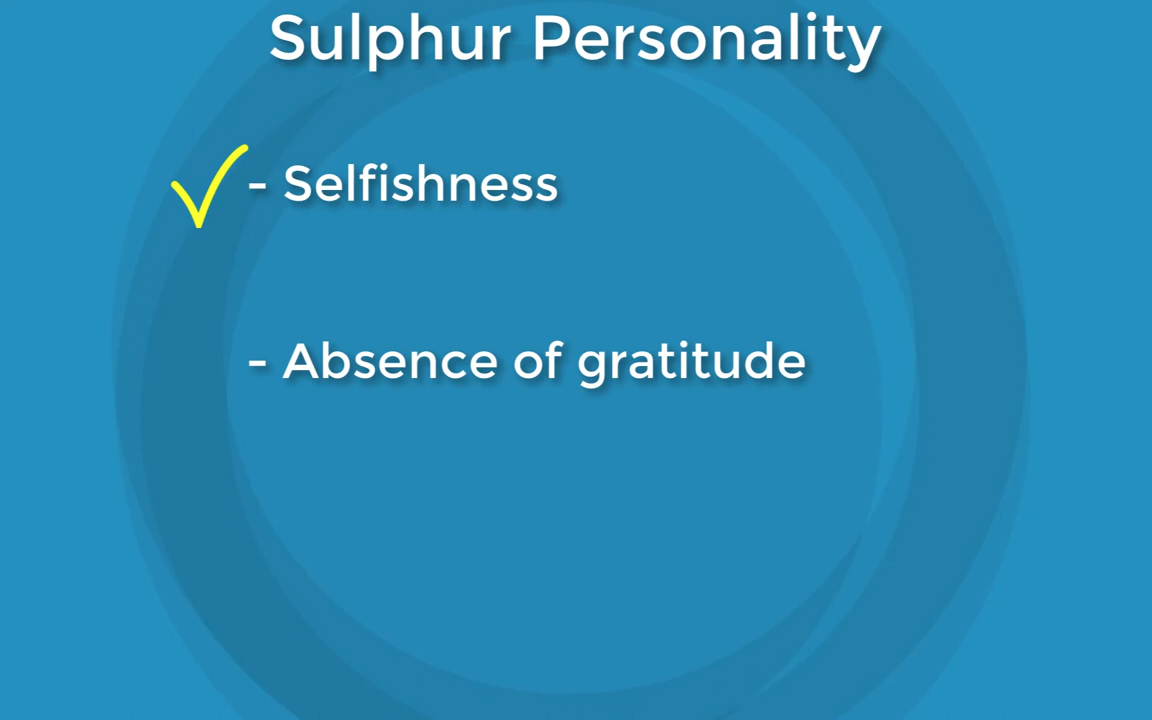 Sulphur Personality
- Selfishness
- Absence of gratitude